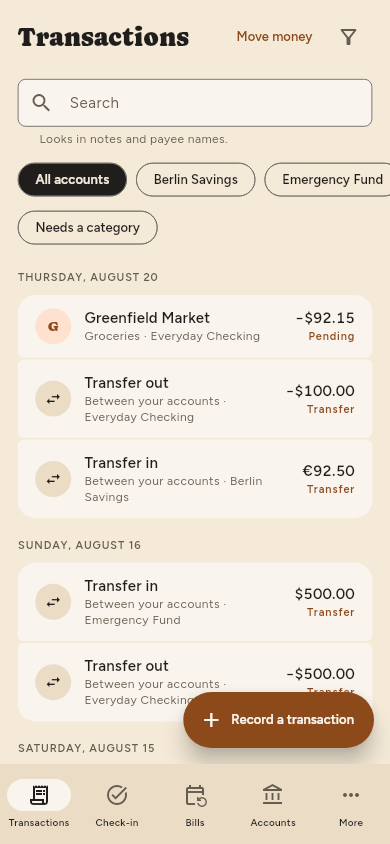 Transactions
Move money
Search
Looks in notes and payee names.
All accounts
Berlin Savings
Emergency Fund
Needs a category
THURSDAY, AUGUST 20
G
Greenfield Market
−$92.15
Groceries · Everyday Checking
Pending
Transfer out
−$100.00
Between your accounts ·
Everyday Checking
Transfer
Transfer in
€92.50
Between your accounts · Berlin
Savings
Transfer
SUNDAY, AUGUST 16
Transfer in
$500.00
Between your accounts ·
Emergency Fund
Transfer
Transfer out
−$500.00
Between your accounts ·
Everyday Checking
Transfer
Record a transaction
SATURDAY, AUGUST 15
Transactions
Check-in
Bills
Accounts
More